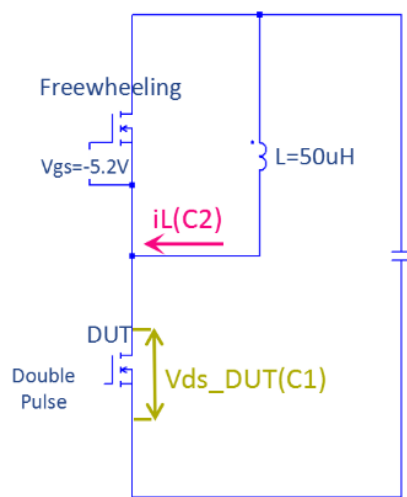 Freewheeling
Vgs=-5.2V
L=50uH
iL(C2)
DUT
Double
Pulse
Vds_DUT(C1)